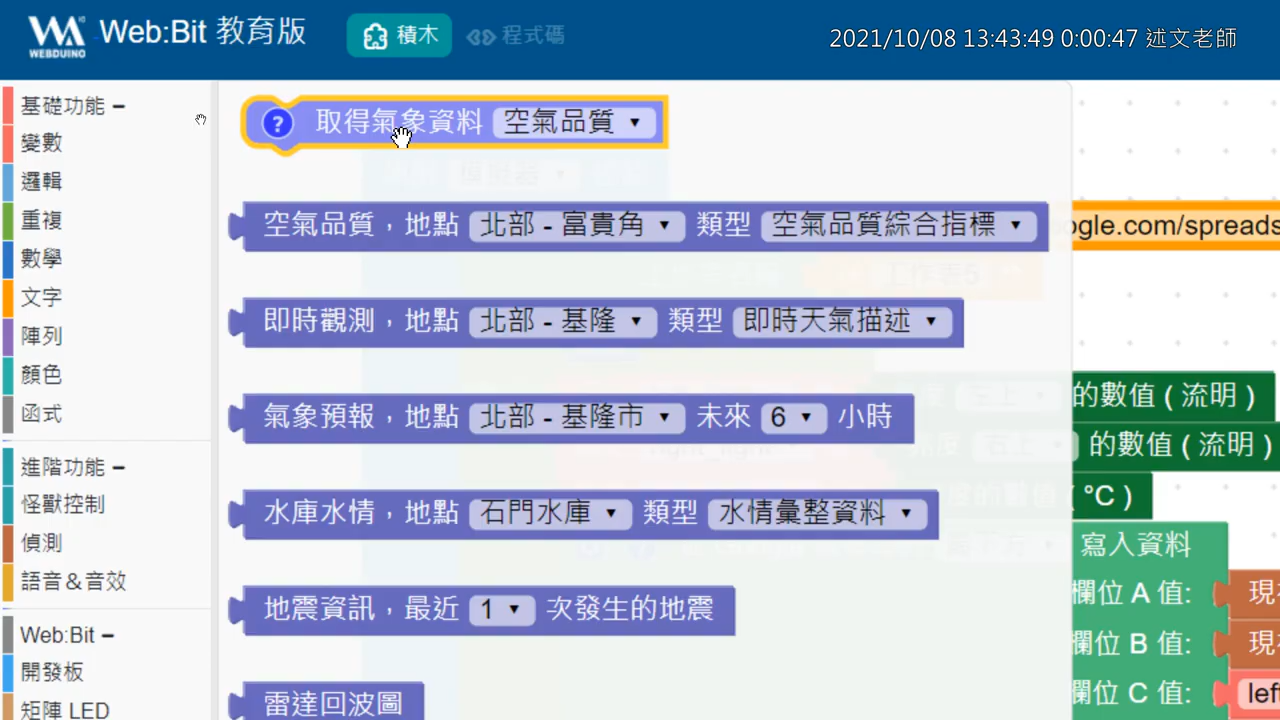 WEBDUINO
Web:Bit 教育版
積木
程式碼
2021/10/08 13:43:49 0:00:47 述文老師
基礎功能
變數
邏輯
重複
數學
文字
陣列
顏色
函式
進階功能
怪獸控制
偵測
語音&音效
Web:Bit
開發板
矩陣 LED
? 取得氣象資料 空氣品質
空氣品質,地點 北部 - 富貴角 類型 空氣品質綜合指標
即時觀測,地點 北部 - 基隆 類型 即時天氣描述
氣象預報,地點 北部 - 基隆市 未來 6 小時
水庫水情,地點 石門水庫 類型 水情彙整資料
地震資訊,最近 1 次發生的地震
雷達回波圖
ogle.com/spreads
工作表5
的數值 ( 流明 )
的數值 ( 流明 )
( °C )
寫入資料
欄位 A 值: 現在
欄位 B 值: 現在
欄位 C 值: left